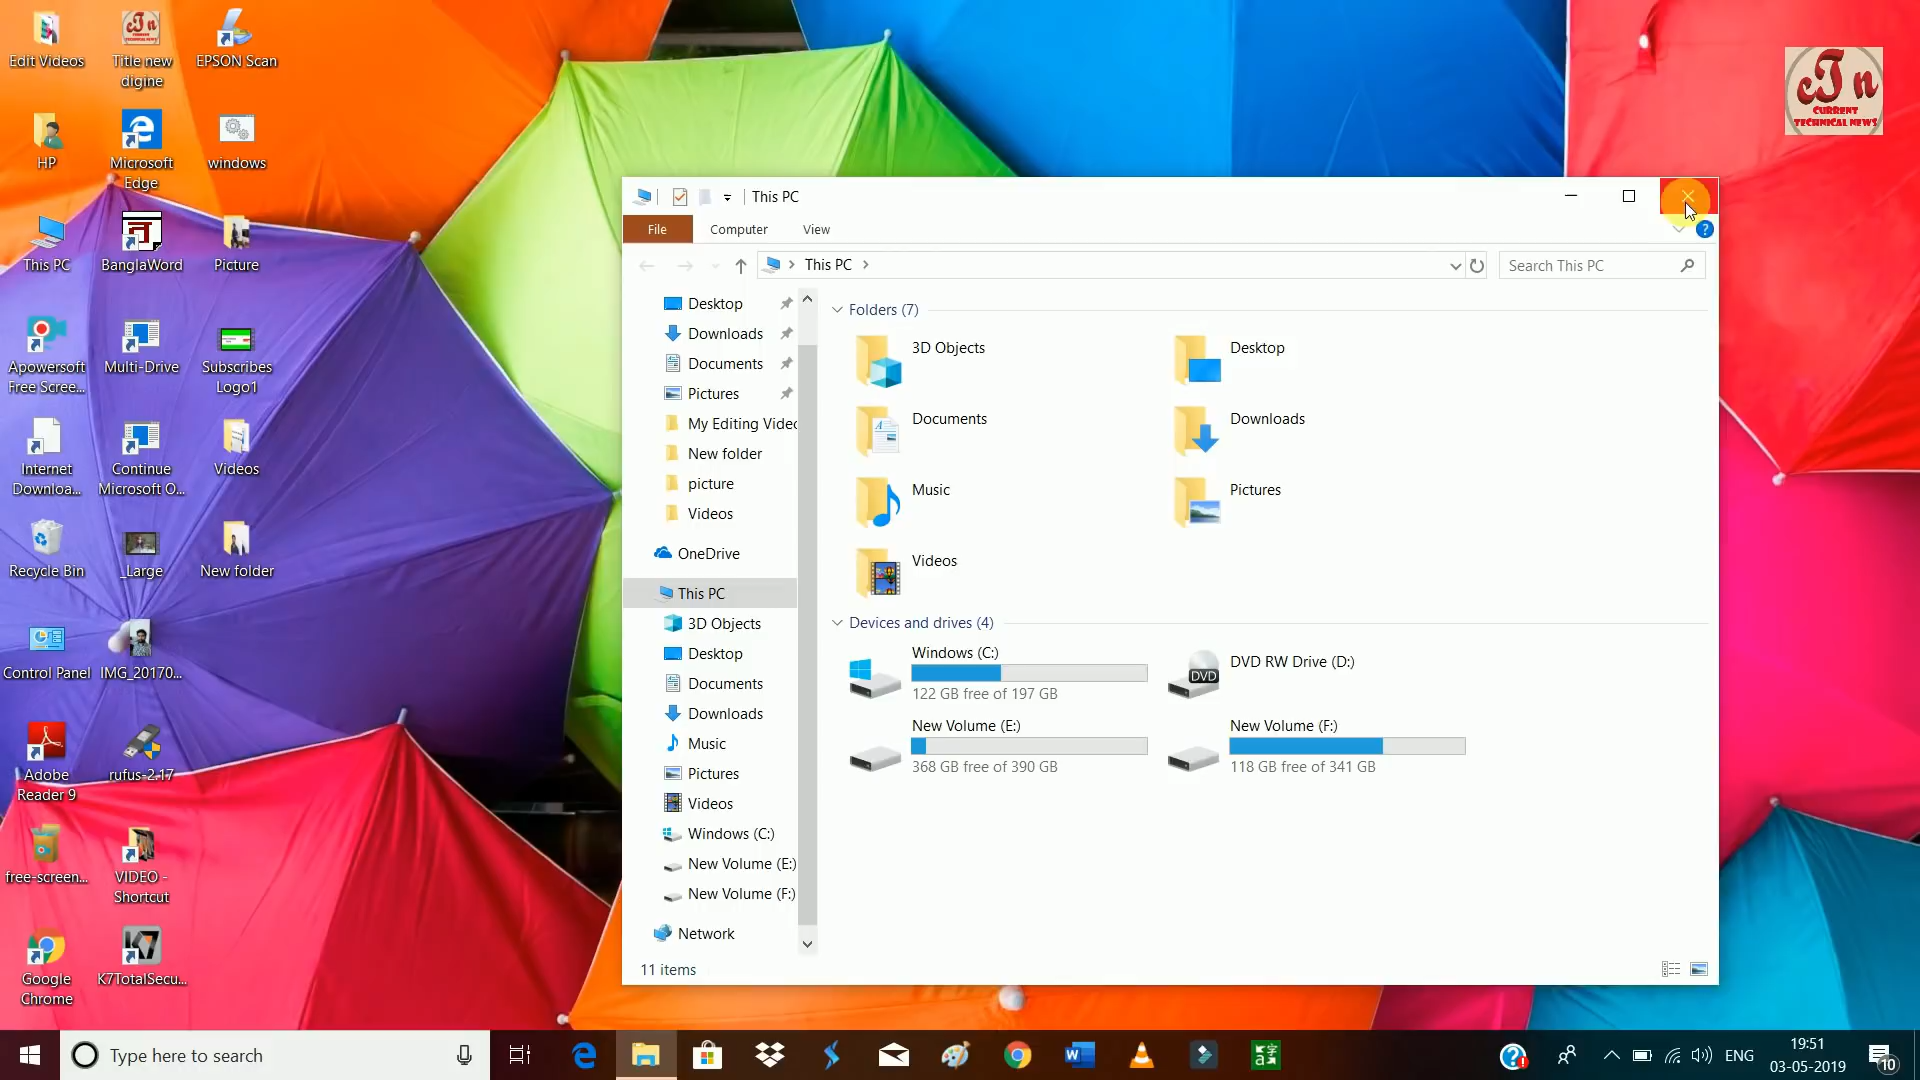 Edit Videos
Title new
digine
EPSON Scan
HP
Microsoft
Edge
windows
This PC
BanglaWord
Picture
Apowersoft
Free Scree...
Multi-Drive
Subscribes
Logo1
Internet
Downloa...
Continue
Microsoft O...
Videos
Recycle Bin
_Large
New folder
Control Panel
IMG_20170...
Adobe
Reader 9
rufus-2.17
free-screen...
VIDEO -
Shortcut
Google
Chrome
K7TotalSecu...
cTn
CURRENT
TECHNICAL NEWS
This PC
File
Computer
View
This PC
Search This PC
Desktop
Downloads
Documents
Pictures
My Editing Videc
New folder
picture
Videos
OneDrive
This PC
3D Objects
Desktop
Documents
Downloads
Music
Pictures
Videos
Windows (C:)
New Volume (E:)
New Volume (F:)
Network
Folders (7)
3D Objects
Desktop
Documents
Downloads
Music
Pictures
Videos
Devices and drives (4)
Windows (C:)
122 GB free of 197 GB
DVD
DVD RW Drive (D:)
New Volume (E:)
368 GB free of 390 GB
New Volume (F:)
118 GB free of 341 GB
11 items
Type here to search
ENG
19:51
03-05-2019
10